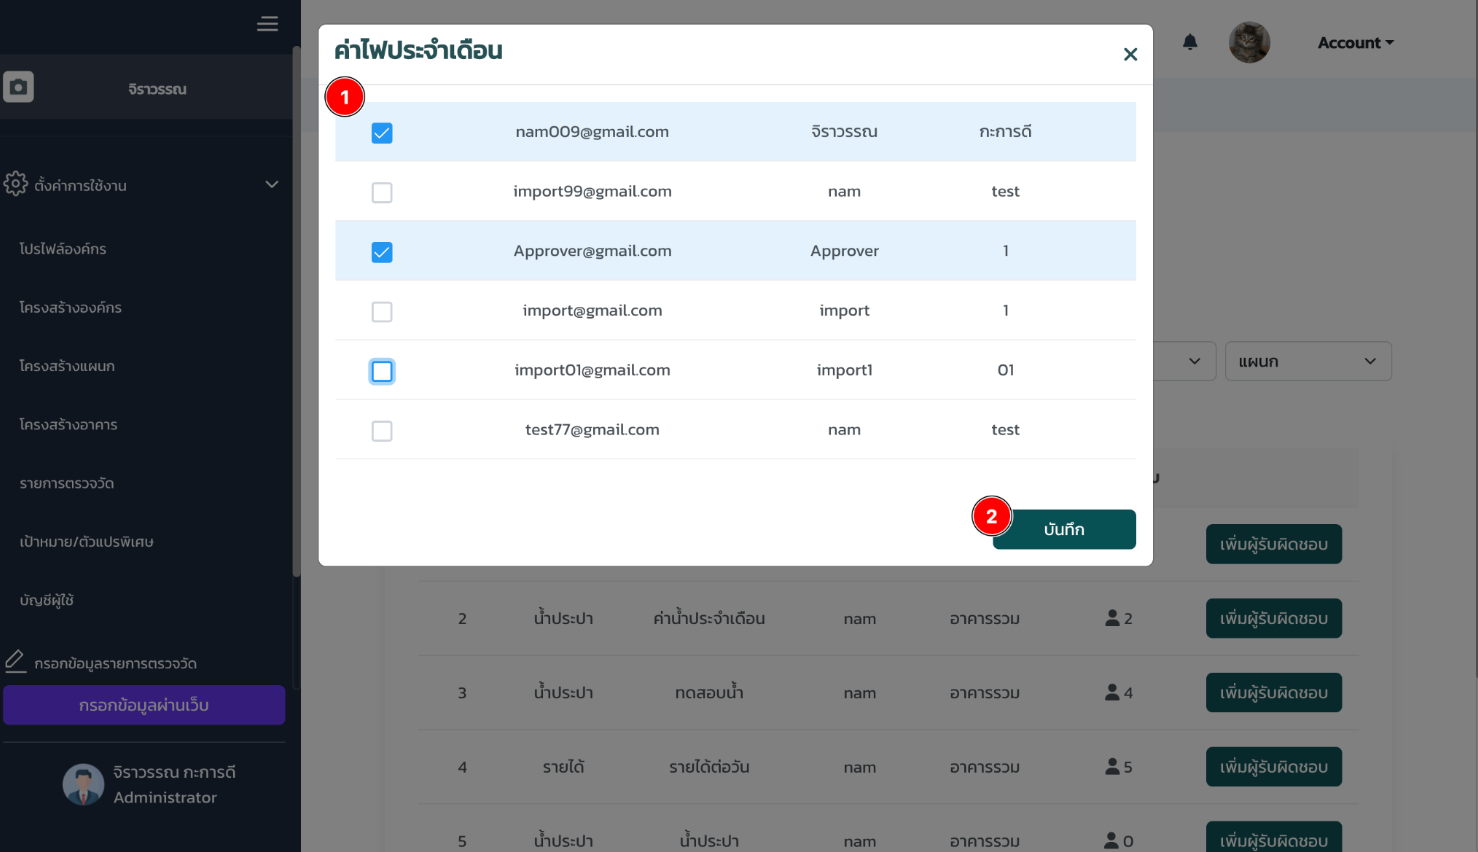 จิราวรรณ
ตั้งค่าการใช้งาน
โปรไฟล์องค์กร
โครงสร้างองค์กร
โครงสร้างแผนก
โครงสร้างอาคาร
รายการตรวจวัด
เป้าหมาย/ตัวแปรพิเศษ
บัญชีผู้ใช้
กรอกข้อมูลรายการตรวจวัด
กรอกข้อมูลผ่านเว็บ
จิราวรรณ กะการดี
Administrator
Account
ค่าไฟประจำเดือน
1
nam009@gmail.com จิราวรรณ กะการดี
import99@gmail.com nam test
Approver@gmail.com Approver 1
import@gmail.com import 1
import01@gmail.com import1 01
test77@gmail.com nam test
2 บันทึก
แผนก
เพิ่มผู้รับผิดชอบ
2 น้ำประปา ค่าน้ำประจำเดือน nam อาคารรวม 2 เพิ่มผู้รับผิดชอบ
3 น้ำประปา ทดสอบน้ำ nam อาคารรวม 4 เพิ่มผู้รับผิดชอบ
4 รายได้ รายได้ต่อวัน nam อาคารรวม 5 เพิ่มผู้รับผิดชอบ
5 น้ำประปา น้ำประปา nam อาคารรวม 0 เพิ่มผู้รับผิดชอบ